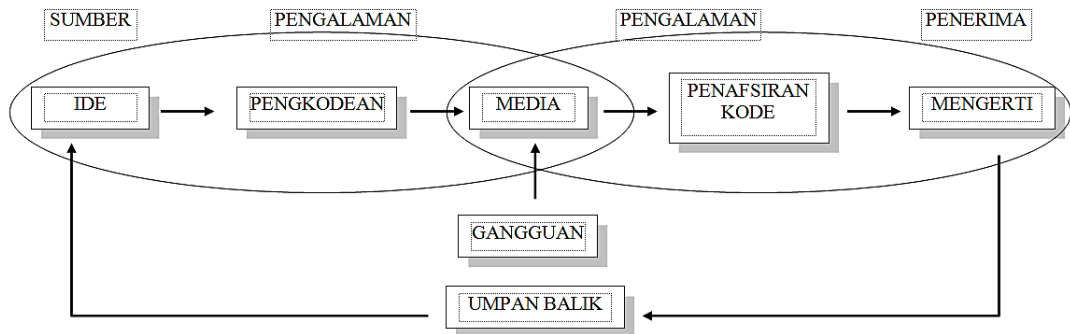 SUMBER
PENGALAMAN
PENGALAMAN
PENERIMA
IDE
PENGKODEAN
MEDIA
PENAFSIRAN
KODE
MENGERTI
GANGGUAN
UMPAN BALIK